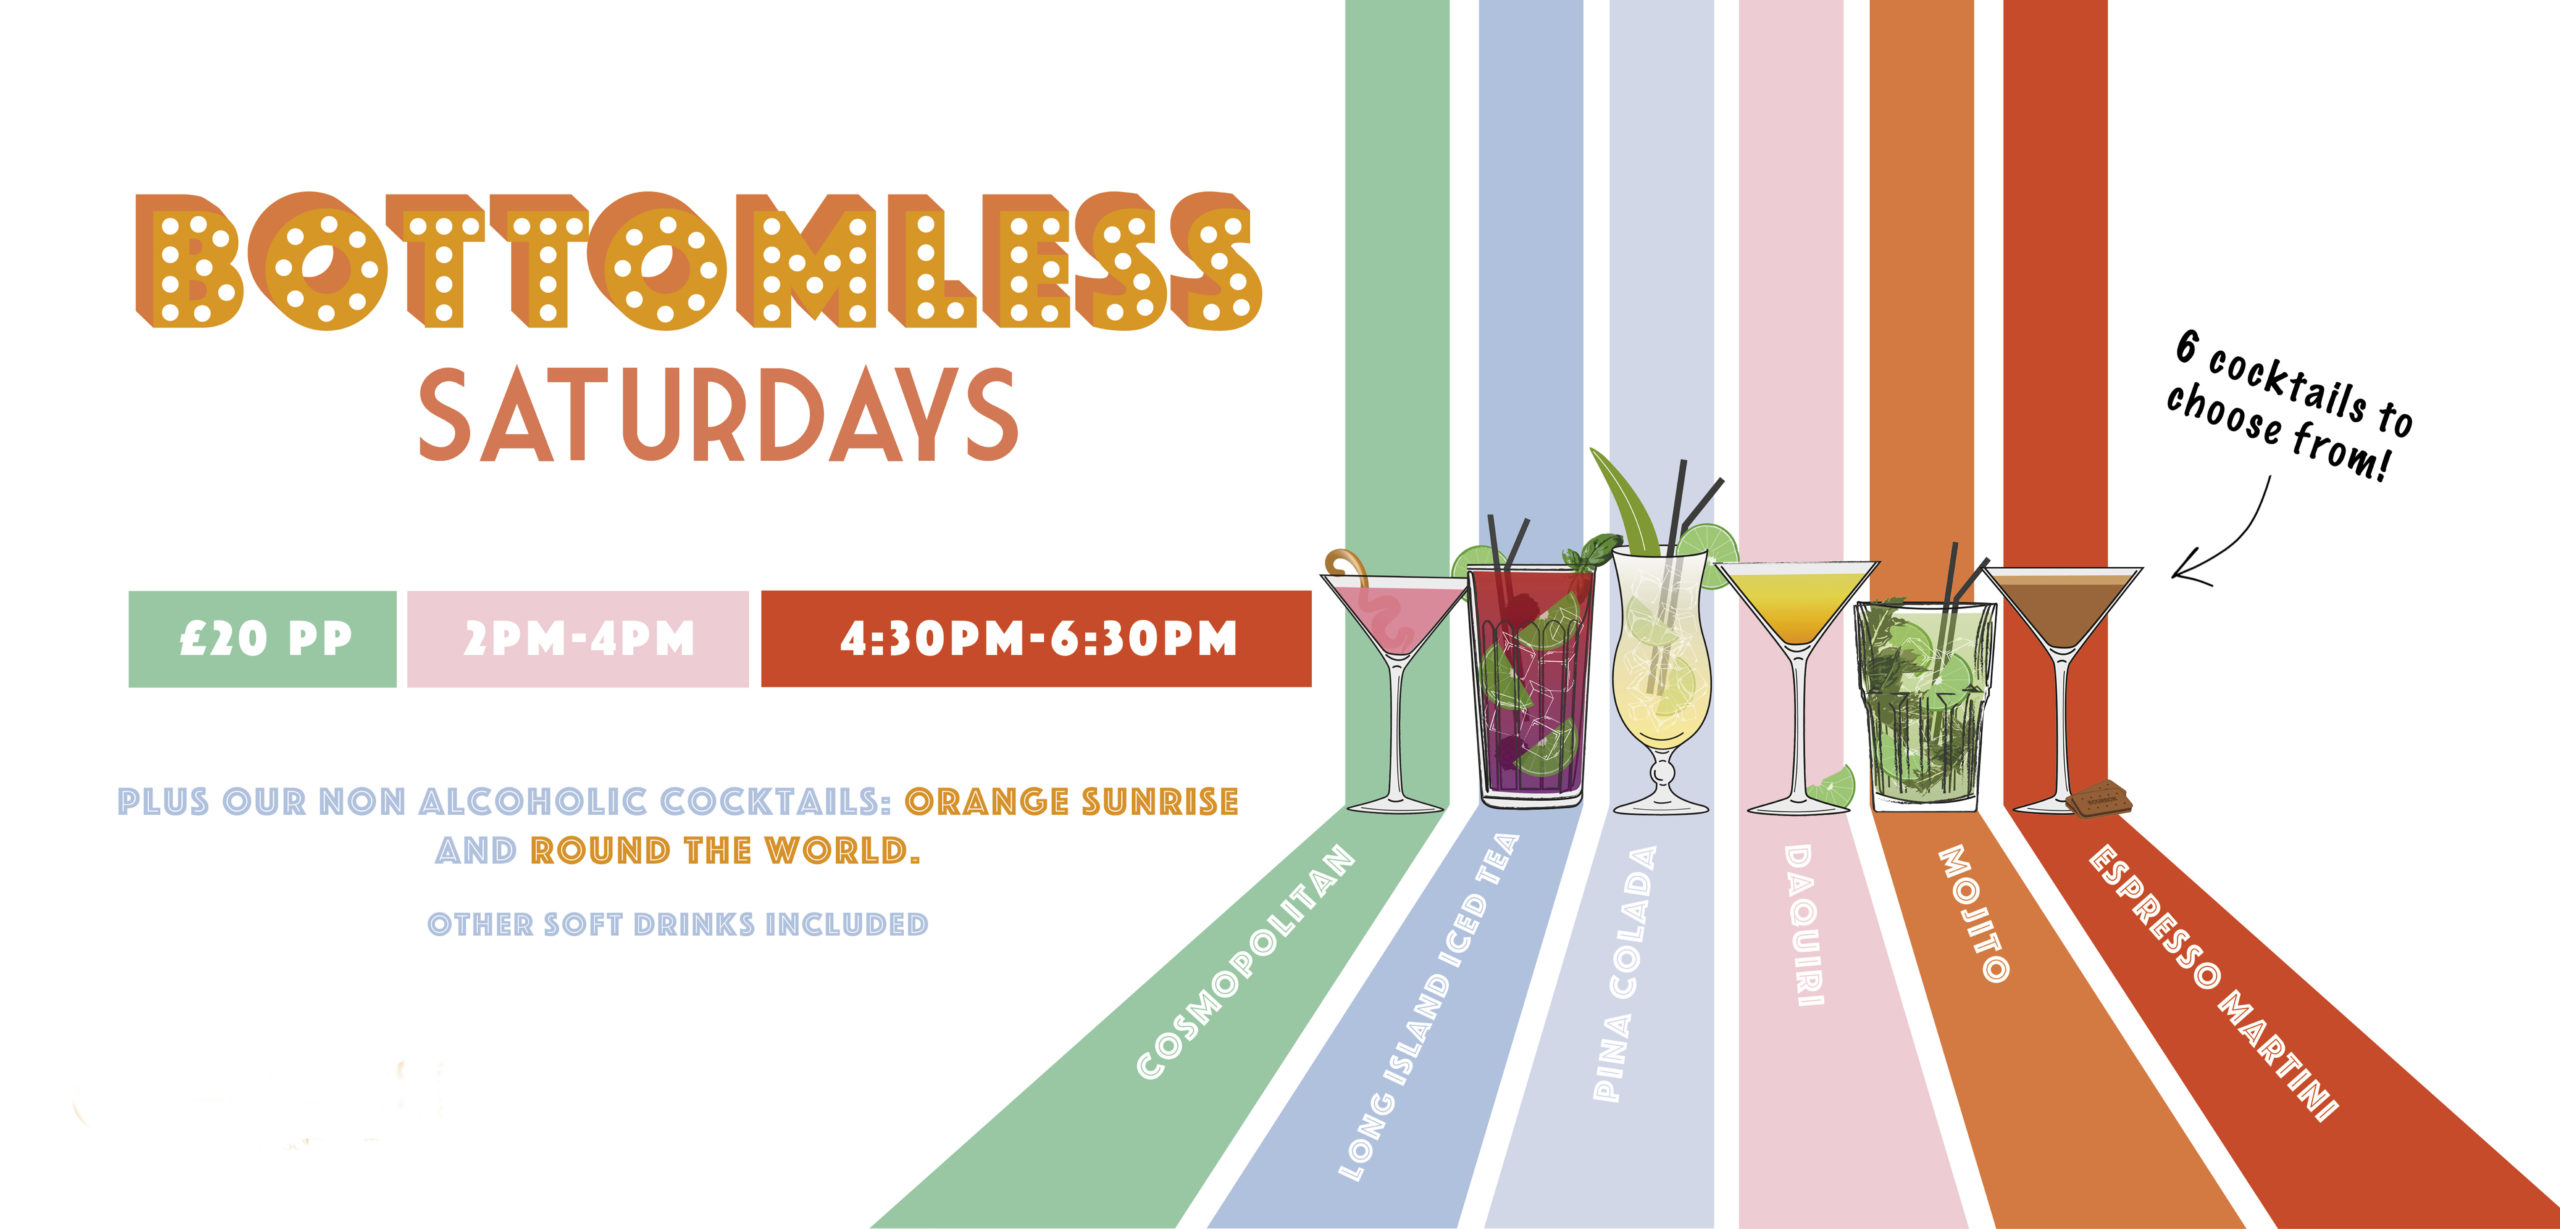 BOTTOMLESS
SATURDAYS
£20 PP
2PM-4PM
4:30PM-6:30PM
PLUS OUR NON ALCOHOLIC COCKTAILS: ORANGE SUNRISE
AND ROUND THE WORLD.
OTHER SOFT DRINKS INCLUDED
6 cocktails to
choose from!
COSMOPOLITAN
LONG ISLAND ICED TEA
PINA COLADA
DAQUIRI
MOJITO
ESPRESSO MARTINI
BOURBON